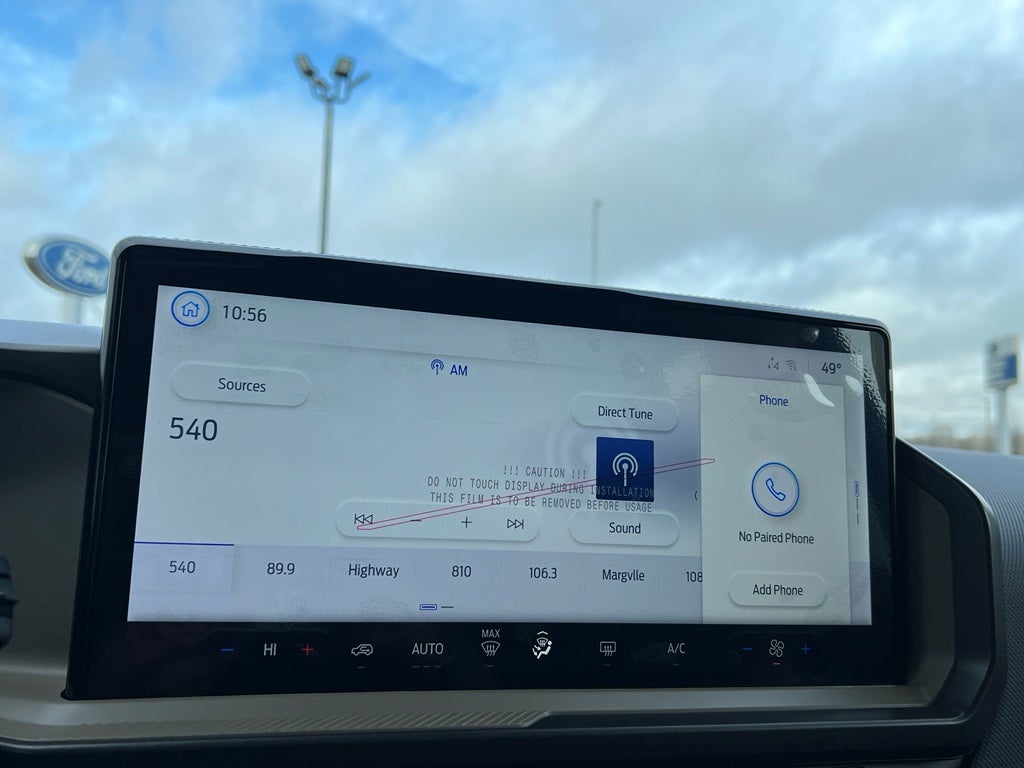 Ford
10:56
AM
49°
Sources
Direct Tune
Phone
540
!!! CAUTION !!!
DO NOT TOUCH DISPLAY DURING INSTALLATION
THIS FILM IS TO BE REMOVED BEFORE USAGE
Sound
No Paired Phone
540
89.9
Highway
810
106.3
Margvlle
108
Add Phone
HI
AUTO
MAX
A/C